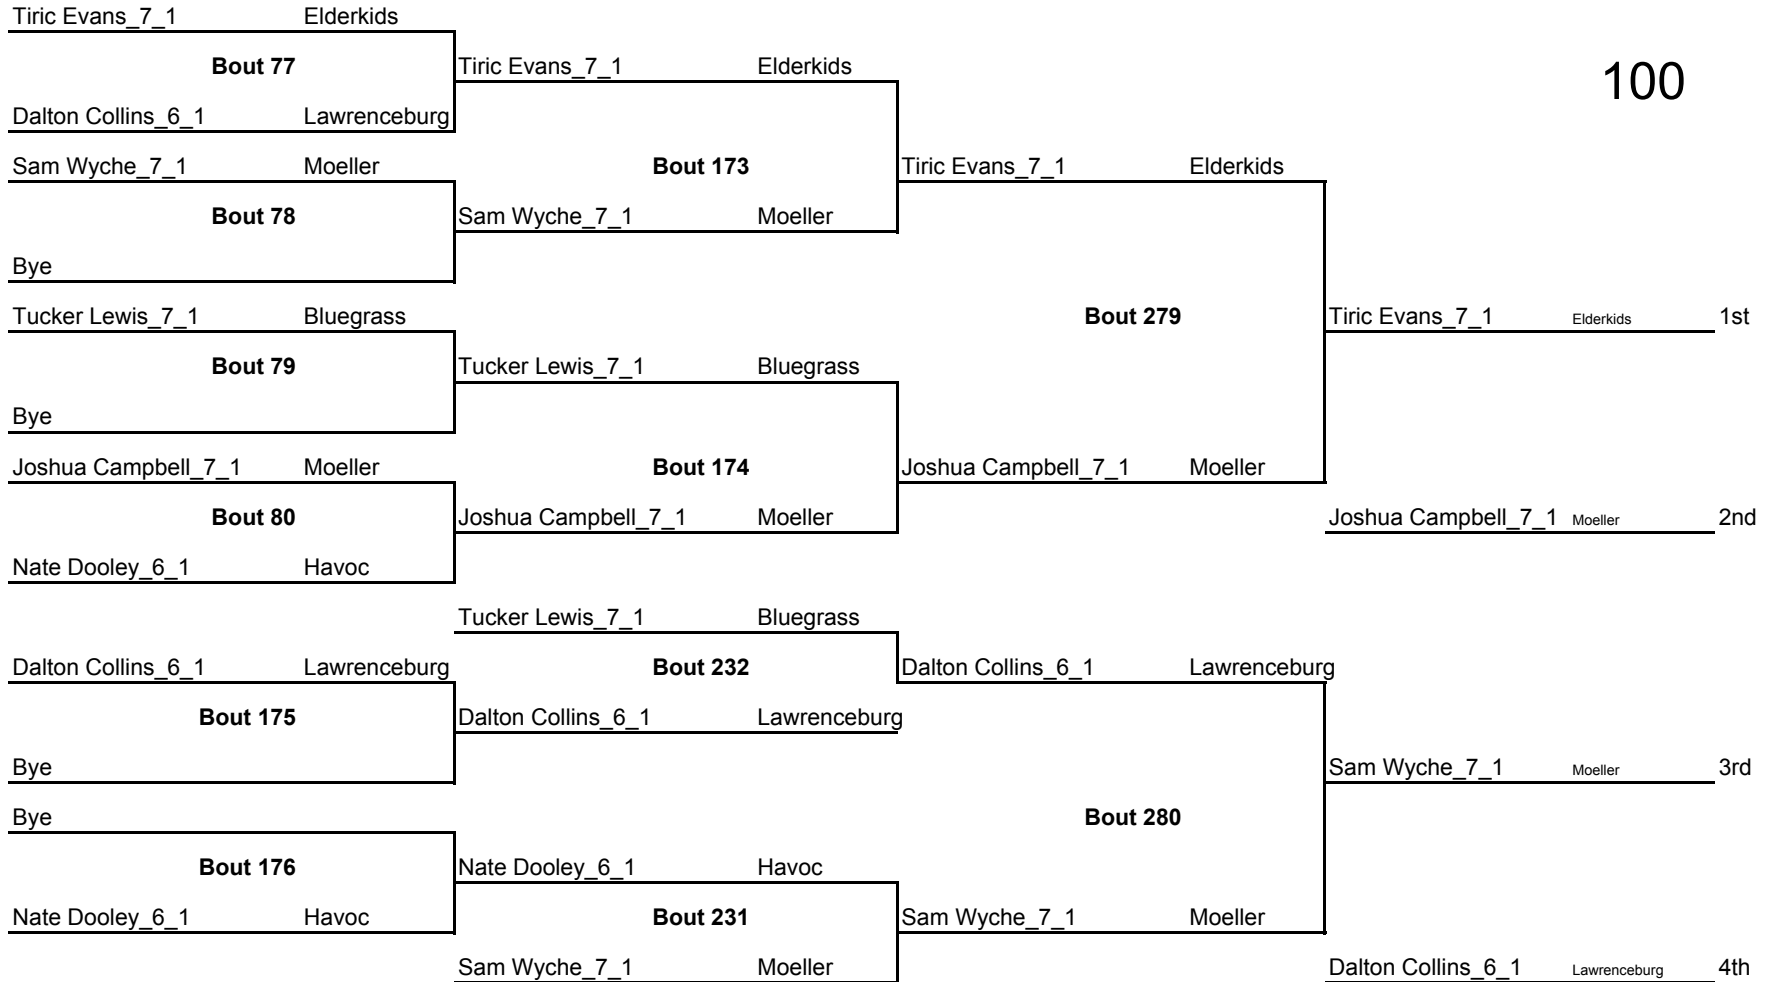 Tiric Evans_7_1 Elderkids
Bout 77 Tiric Evans_7_1 Elderkids
100
Dalton Collins_6_1 Lawrenceburg
Sam Wyche_7_1 Moeller Bout 173 Tiric Evans_7_1 Elderkids
Bout 78 Sam Wyche_7_1 Moeller
Bye
Tucker Lewis_7_1 Bluegrass Bout 279 Tiric Evans_7_1 Elderkids 1st
Bout 79 Tucker Lewis_7_1 Bluegrass
Bye
Joshua Campbell_7_1 Moeller Bout 174 Joshua Campbell_7_1 Moeller
Bout 80 Joshua Campbell_7_1 Moeller Joshua Campbell_7_1 Moeller 2nd
Nate Dooley_6_1 Havoc
Tucker Lewis_7_1 Bluegrass
Dalton Collins_6_1 Lawrenceburg Bout 232 Dalton Collins_6_1 Lawrenceburg
Bout 175 Dalton Collins_6_1 Lawrenceburg
Bye Sam Wyche_7_1 Moeller 3rd
Bye Bout 280
Bout 176 Nate Dooley_6_1 Havoc
Nate Dooley_6_1 Havoc Bout 231 Sam Wyche_7_1 Moeller
Sam Wyche_7_1 Moeller Dalton Collins_6_1 Lawrenceburg 4th